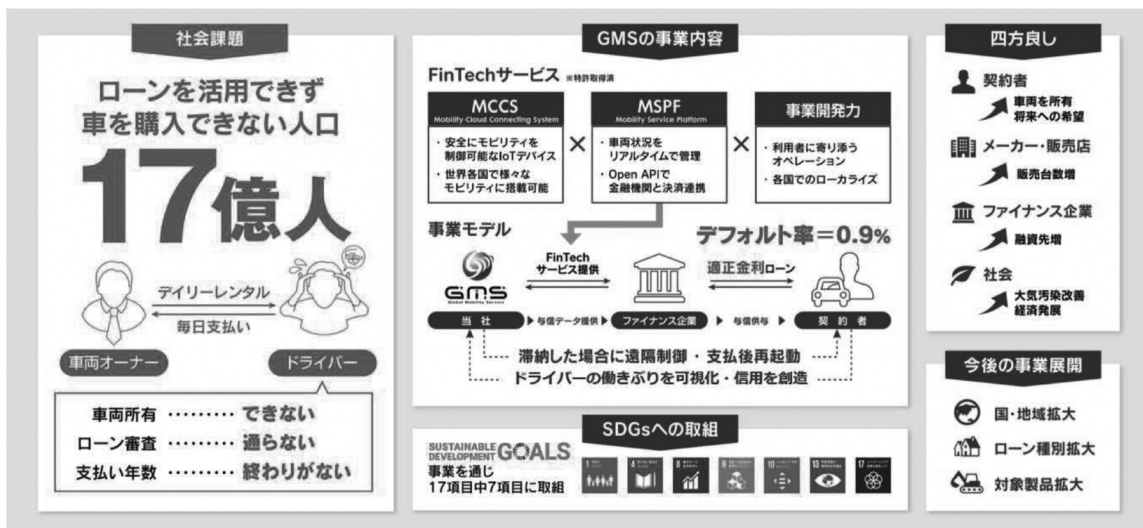 社会課題
ローンを活用できず
車を購入できない人口
17億人
デイリーレンタル
毎日支払い
車両オーナー
ドライバー
車両所有 ········· できない
ローン審査 ········· 通らない
支払い年数 ········· 終わりがない
GMSの事業内容
FinTechサービス ※特許取得済
MCCS
Mobility-Cloud Connecting System
・安全にモビリティを
制御可能なIoTデバイス
・世界各国で様々な
モビリティに搭載可能
×
MSPF
Mobility Service Platform
・車両状況を
リアルタイムで管理
・Open APIで
金融機関と決済連携
×
事業開発力
・利用者に寄り添う
オペレーション
・各国でのローカライズ
事業モデル
デフォルト率=0.9%
GMS
Global Mobility Service
FinTech
サービス提供
適正金利ローン
当社
与信データ提供
ファイナンス企業
与信供与
契約者
滞納した場合に遠隔制御・支払後再起動
ドライバーの働きぶりを可視化・信用を創造
SDGsへの取組
SUSTAINABLE
DEVELOPMENT
GOALS
事業を通じ
17項目中7項目に取組
1
4
8
9
10
13
17
四方良し
契約者
車両を所有
将来への希望
メーカー・販売店
販売台数増
ファイナンス企業
融資先増
社会
大気汚染改善
経済発展
今後の事業展開
国・地域拡大
ローン種別拡大
対象製品拡大